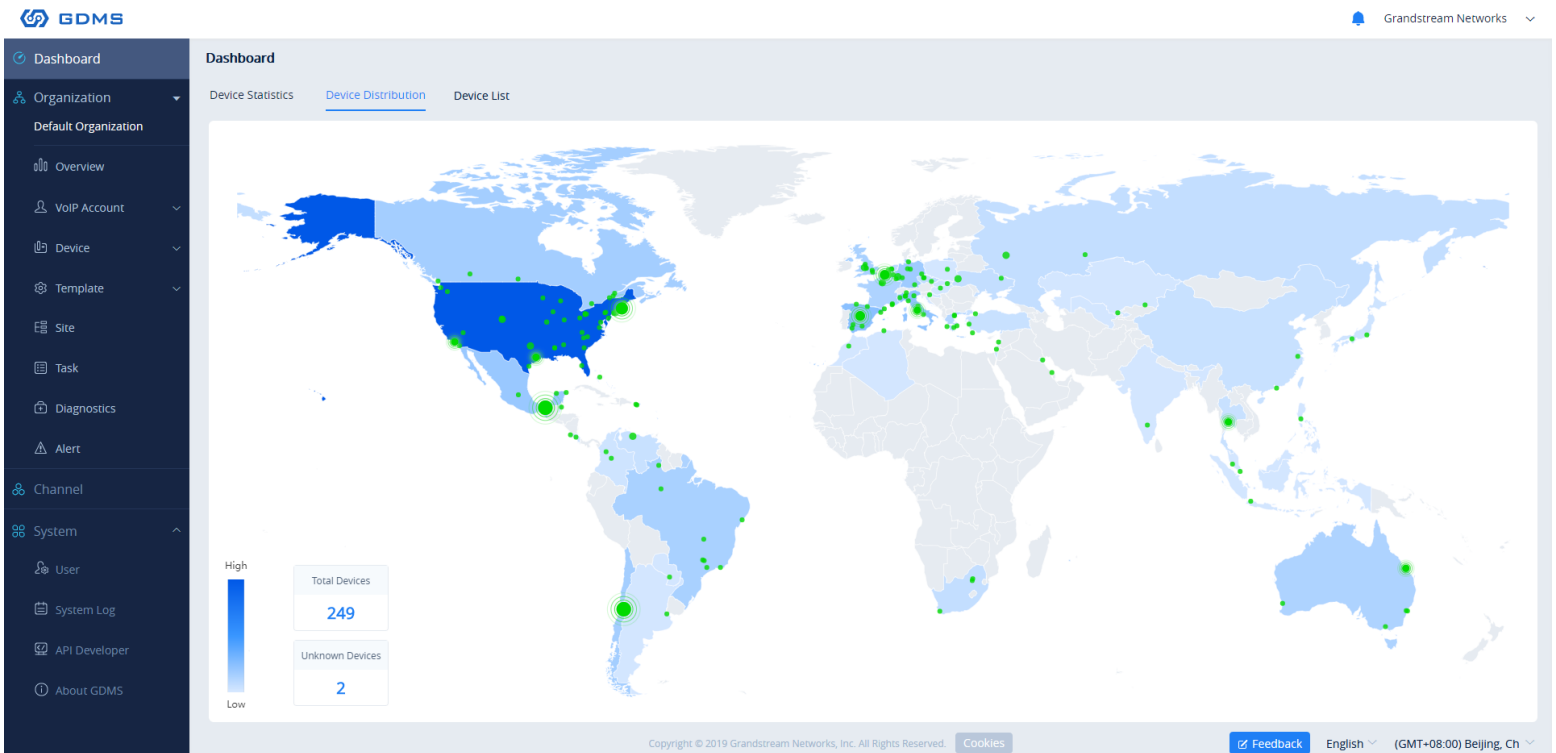 GDMS
Grandstream Networks
Dashboard
Organization
Default Organization
Overview
VoIP Account
Device
Template
Site
Task
Diagnostics
Alert
Channel
System
User
System Log
API Developer
About GDMS
Dashboard
Device Statistics Device Distribution Device List
High
Low
Total Devices
249
Unknown Devices
2
Copyright © 2019 Grandstream Networks, Inc. All Rights Reserved. Cookies
Feedback English (GMT+08:00) Beijing, Ch